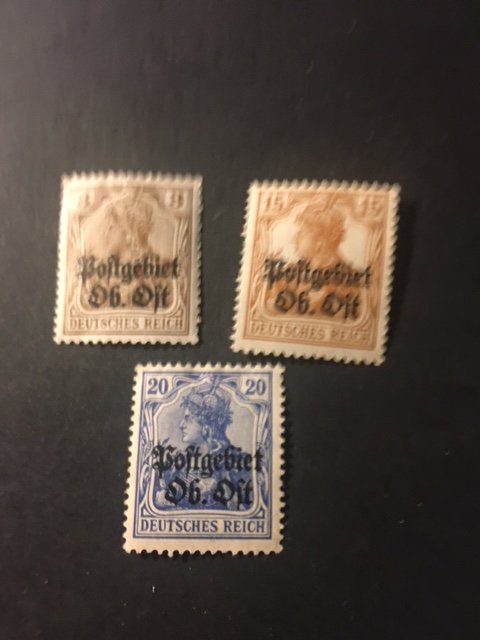 3 3
Postgebiet
Ob. Ost
DEUTSCHES REICH
15 15
Postgebiet
Ob. Ost
DEUTSCHES REICH
20 20
Postgebiet
Ob. Ost
DEUTSCHES REICH